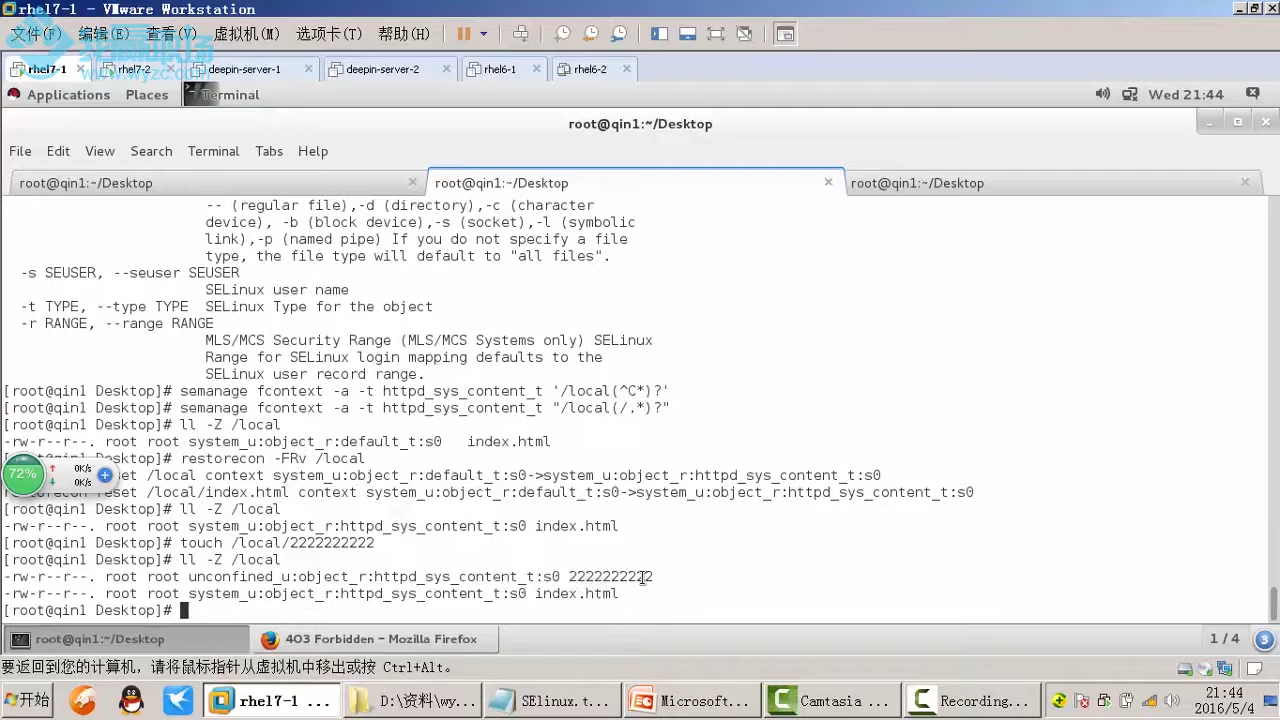 rhel7-1 - VMware Workstation
文件(F) 编辑(E) 查看(V) 虚拟机(M) 选项卡(T) 帮助(H)
www.wyzc.com
rhel7-1 rhel7-2 deepin-server-1 deepin-server-2 rhel6-1 rhel6-2
Applications Places Terminal Wed 21:44
root@qin1:~/Desktop
File Edit View Search Terminal Tabs Help
root@qin1:~/Desktop root@qin1:~/Desktop root@qin1:~/Desktop
-- (regular file),-d (directory),-c (character
device), -b (block device),-s (socket),-l (symbolic
link),-p (named pipe) If you do not specify a file
type, the file type will default to "all files".
-s SEUSER, --seuser SEUSER
SELinux user name
-t TYPE, --type TYPE SELinux Type for the object
-r RANGE, --range RANGE
MLS/MCS Security Range (MLS/MCS Systems only) SELinux
Range for SELinux login mapping defaults to the
SELinux user record range.
[root@qin1 Desktop]# semanage fcontext -a -t httpd_sys_content_t '/local(^C*)?'
[root@qin1 Desktop]# semanage fcontext -a -t httpd_sys_content_t "/local(/.*)?"
[root@qin1 Desktop]# ll -Z /local
-rw-r--r--. root root system_u:object_r:default_t:s0 index.html
[root@qin1 Desktop]# restorecon -FRv /local
reset /local context system_u:object_r:default_t:s0->system_u:object_r:httpd_sys_content_t:s0
reset /local/index.html context system_u:object_r:default_t:s0->system_u:object_r:httpd_sys_content_t:s0
[root@qin1 Desktop]# ll -Z /local
-rw-r--r--. root root system_u:object_r:httpd_sys_content_t:s0 index.html
[root@qin1 Desktop]# touch /local/2222222222
[root@qin1 Desktop]# ll -Z /local
-rw-r--r--. root root unconfined_u:object_r:httpd_sys_content_t:s0 2222222222
-rw-r--r--. root root system_u:object_r:httpd_sys_content_t:s0 index.html
[root@qin1 Desktop]#
72% 0K/s
0K/s
root@qin1:~/Desktop 403 Forbidden - Mozilla Firefox 1 / 4 3
要返回到您的计算机，请将鼠标指针从虚拟机中移出或按 Ctrl+Alt。
开始 rhel7-1 ... D:\资料\wy... SElinux.t... Microsoft... Camtasia ... Recording... 21:44
2016/5/4